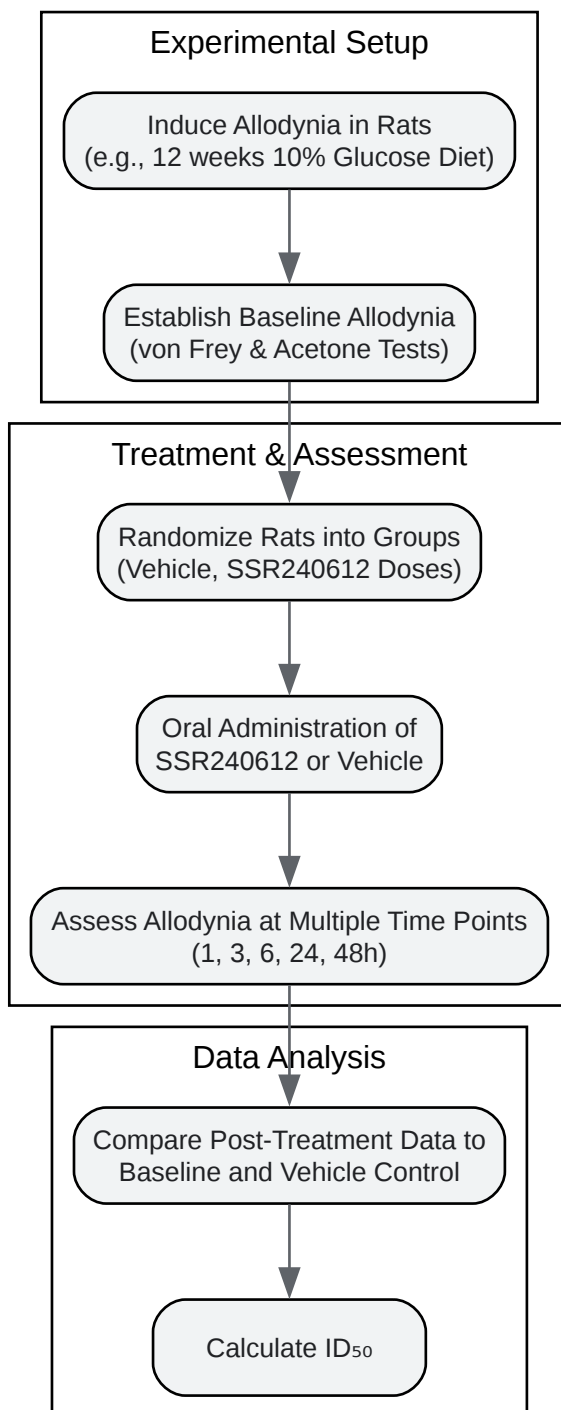 Experimental Setup
Induce Allodynia in Rats
(e.g., 12 weeks 10% Glucose Diet)
Establish Baseline Allodynia
(von Frey & Acetone Tests)
Treatment & Assessment
Randomize Rats into Groups
(Vehicle, SSR240612 Doses)
Oral Administration of
SSR240612 or Vehicle
Assess Allodynia at Multiple Time Points
(1, 3, 6, 24, 48h)
Data Analysis
Compare Post-Treatment Data to
Baseline and Vehicle Control
Calculate ID₅₀